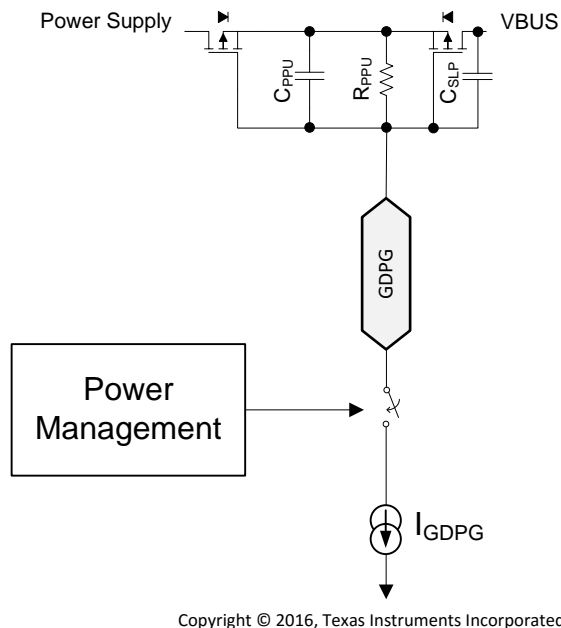 Power Supply
VBUS
CPPU
RPPU
CSLP
GDPG
Power
Management
IGDPG
Copyright © 2016, Texas Instruments Incorporated